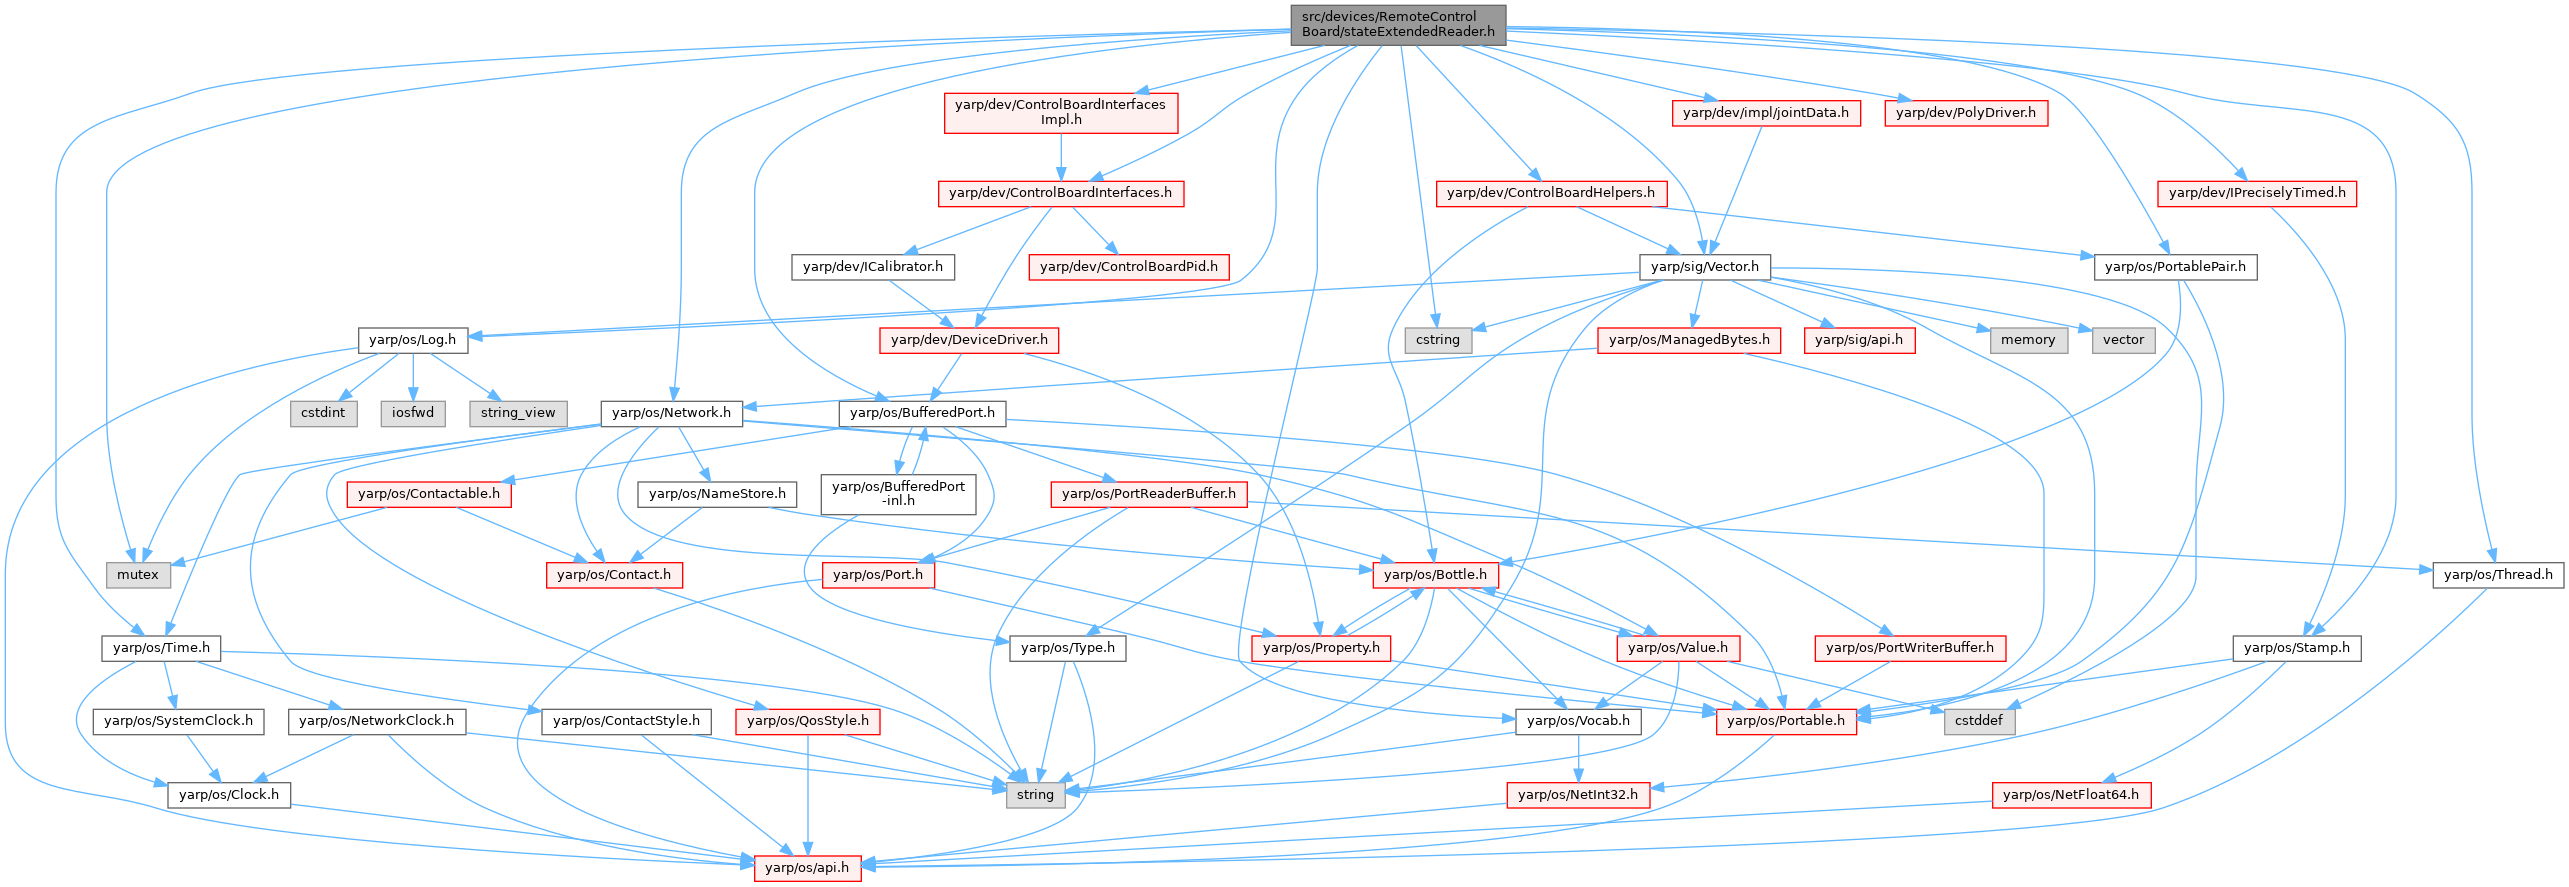 src/devices/RemoteControl
Board/stateExtendedReader.h
yarp/dev/ControlBoardInterfaces
Impl.h
yarp/dev/impl/jointData.h
yarp/dev/PolyDriver.h
yarp/dev/ControlBoardInterfaces.h
yarp/dev/ControlBoardHelpers.h
yarp/dev/IPreciselyTimed.h
yarp/dev/ICalibrator.h
yarp/dev/ControlBoardPid.h
yarp/sig/Vector.h
yarp/os/PortablePair.h
yarp/os/Log.h
yarp/dev/DeviceDriver.h
cstring
yarp/os/ManagedBytes.h
yarp/sig/api.h
memory
vector
cstdint
iosfwd
string_view
yarp/os/Network.h
yarp/os/BufferedPort.h
yarp/os/Contactable.h
yarp/os/NameStore.h
yarp/os/BufferedPort
-inl.h
yarp/os/PortReaderBuffer.h
mutex
yarp/os/Contact.h
yarp/os/Port.h
yarp/os/Bottle.h
yarp/os/Thread.h
yarp/os/Time.h
yarp/os/Type.h
yarp/os/Property.h
yarp/os/Value.h
yarp/os/PortWriterBuffer.h
yarp/os/Stamp.h
yarp/os/SystemClock.h
yarp/os/NetworkClock.h
yarp/os/ContactStyle.h
yarp/os/QosStyle.h
yarp/os/Vocab.h
yarp/os/Portable.h
cstddef
yarp/os/Clock.h
string
yarp/os/NetInt32.h
yarp/os/NetFloat64.h
yarp/os/api.h